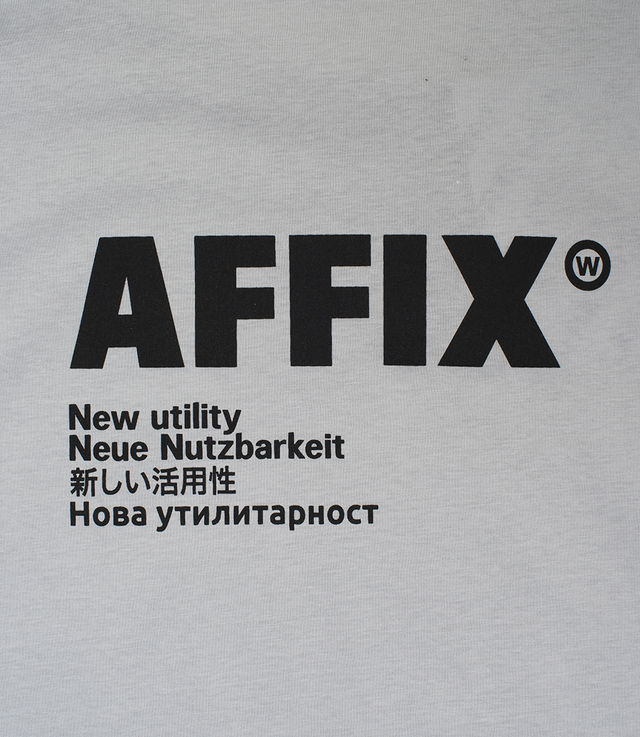 AFFIX Ⓦ
New utility
Neue Nutzbarkeit
新しい活用性
Нова утилитарност